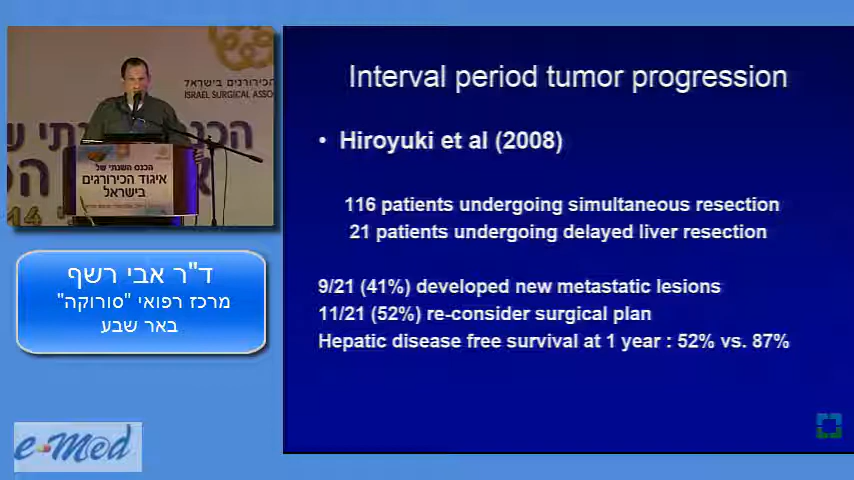 הכירורגים בישראל
ISRAEL SURGICAL ASSO
הכנס השנתי של
איגוד הכירורגים
בישראל
14
ד"ר אבי רשף
מרכז רפואי "סורוקה"
באר שבע
e-Med
Interval period tumor progression
• Hiroyuki et al (2008)
116 patients undergoing simultaneous resection
21 patients undergoing delayed liver resection
9/21 (41%) developed new metastatic lesions
11/21 (52%) re-consider surgical plan
Hepatic disease free survival at 1 year : 52% vs. 87%